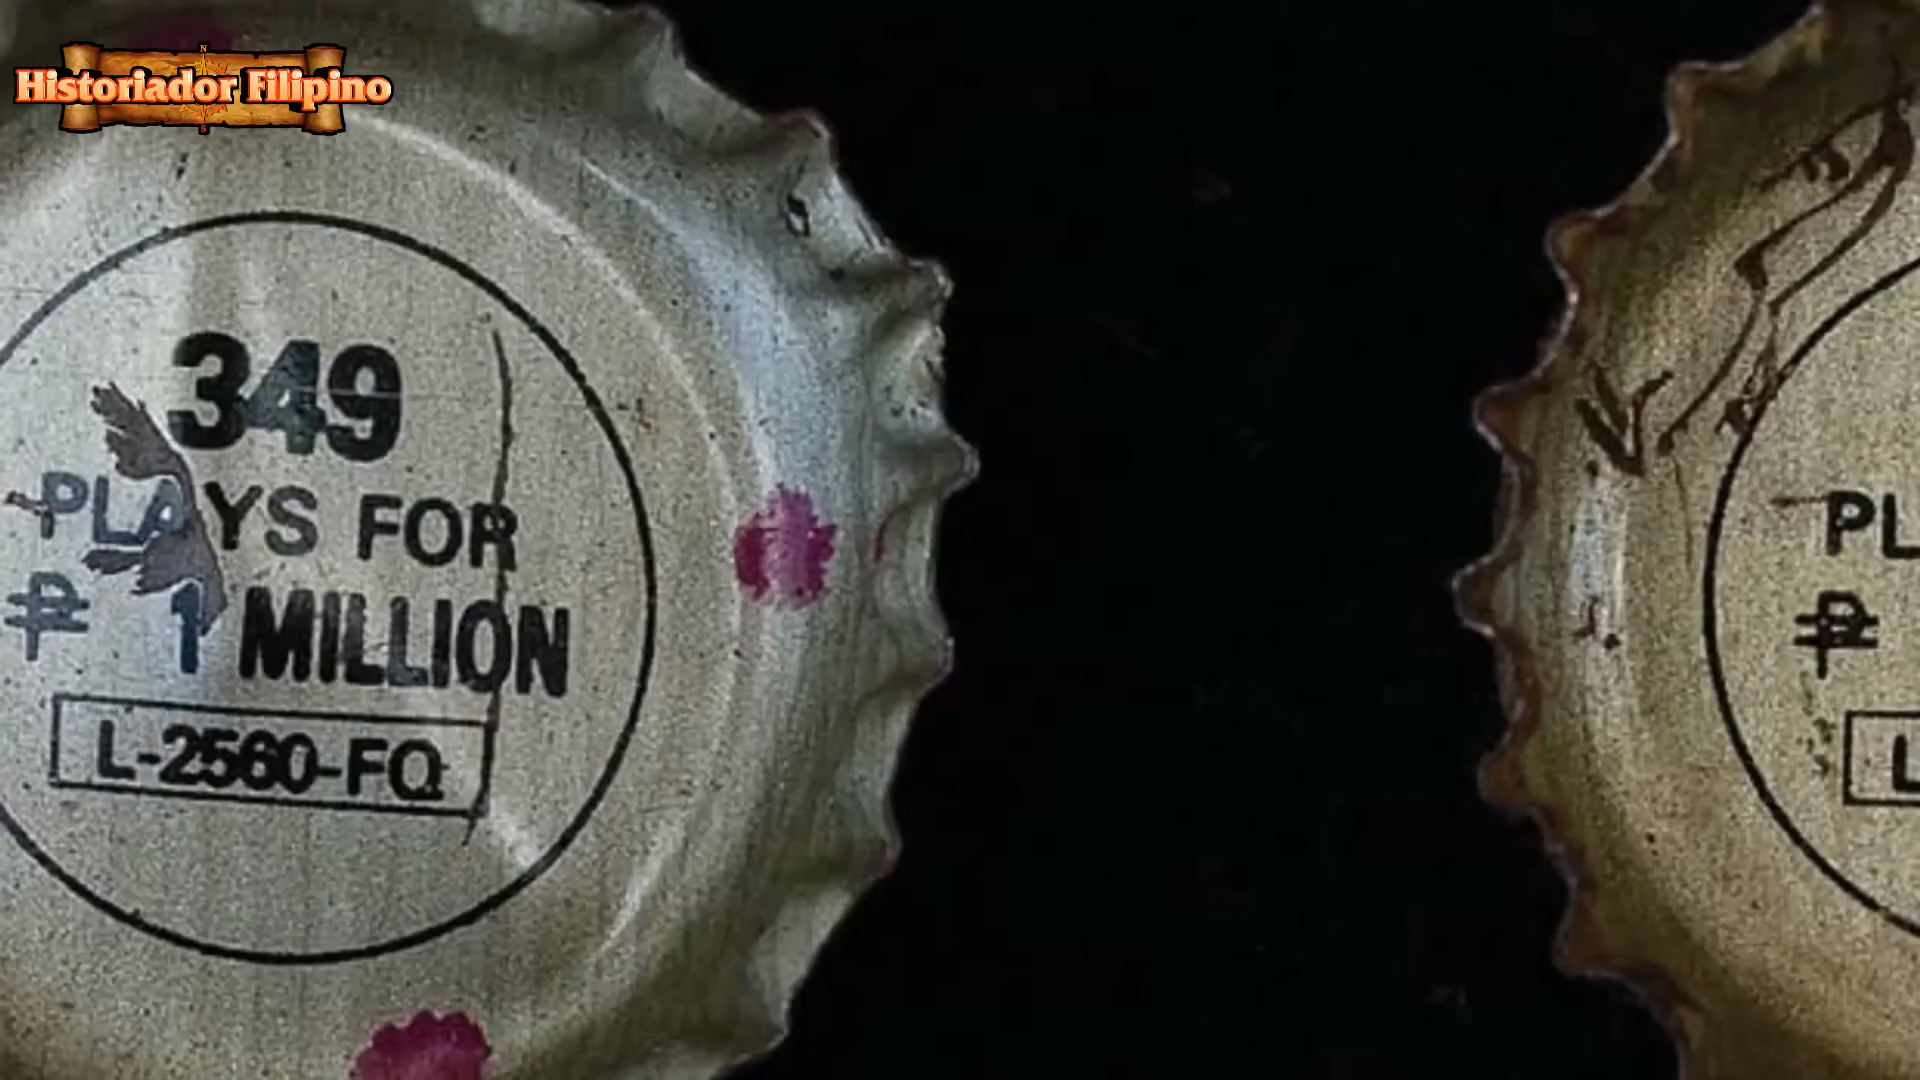 Historiador Filipino
349
PLAYS FOR
₱ 1 MILLION
L-2560-FQ
PL
₱
L